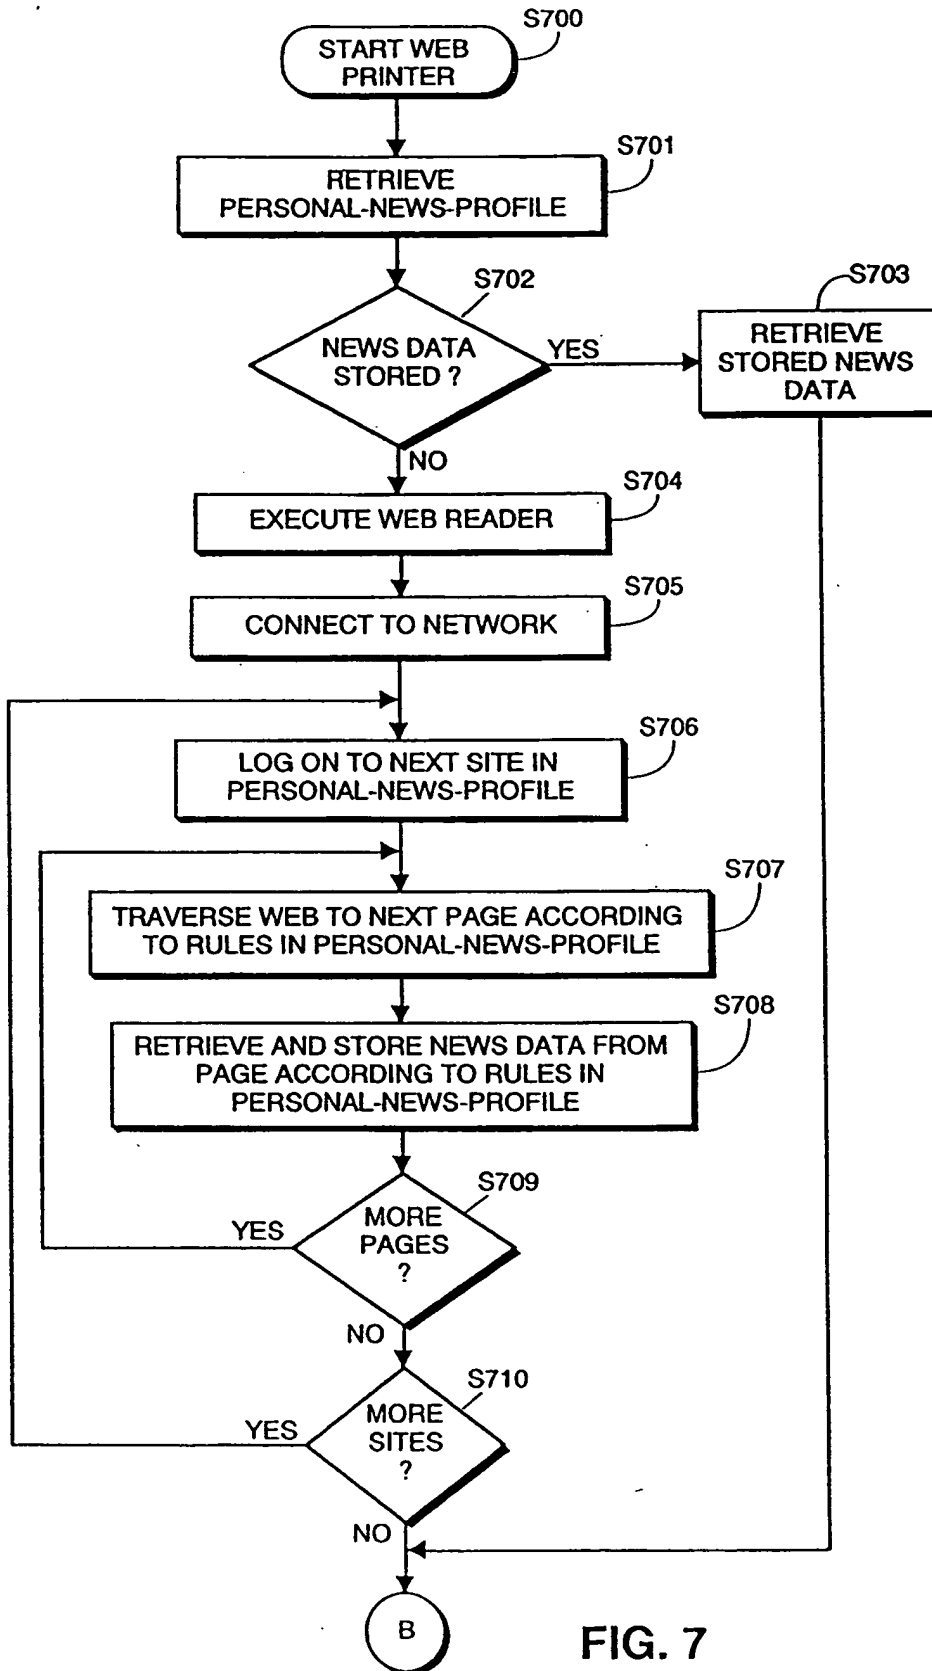 S700
START WEB
PRINTER
S701
RETRIEVE
PERSONAL-NEWS-PROFILE
S702
NEWS DATA
STORED ?
YES
S703
RETRIEVE
STORED NEWS
DATA
NO
S704
EXECUTE WEB READER
S705
CONNECT TO NETWORK
S706
LOG ON TO NEXT SITE IN
PERSONAL-NEWS-PROFILE
S707
TRAVERSE WEB TO NEXT PAGE ACCORDING
TO RULES IN PERSONAL-NEWS-PROFILE
S708
RETRIEVE AND STORE NEWS DATA FROM
PAGE ACCORDING TO RULES IN
PERSONAL-NEWS-PROFILE
S709
MORE
PAGES
?
YES
NO
S710
MORE
SITES
?
YES
NO
B
FIG. 7